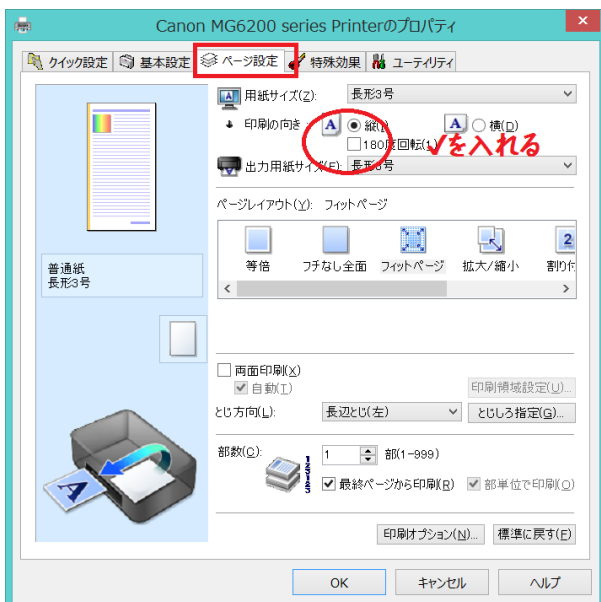 Canon MG6200 series Printerのプロパティ
クイック設定 基本設定 ページ設定 特殊効果 ユーティリティ
用紙サイズ(Z): 長形3号
印刷の向き: A 縦(I) A 横(D)
180度回転(1)
✓を入れる
出力用紙サイズ(E): 長形3号
ページレイアウト(Y): フィットページ
等倍 フチなし全面 フィットページ 拡大/縮小 割り付
普通紙
長形3号
両面印刷(X)
自動(T) 印刷領域設定(U)...
とじ方向(L): 長辺とじ(左) とじしろ指定(G)...
部数(C): 1 部(1-999)
最終ページから印刷(R) 部単位で印刷(O)
印刷オプション(N)... 標準に戻す(F)
OK キャンセル ヘルプ